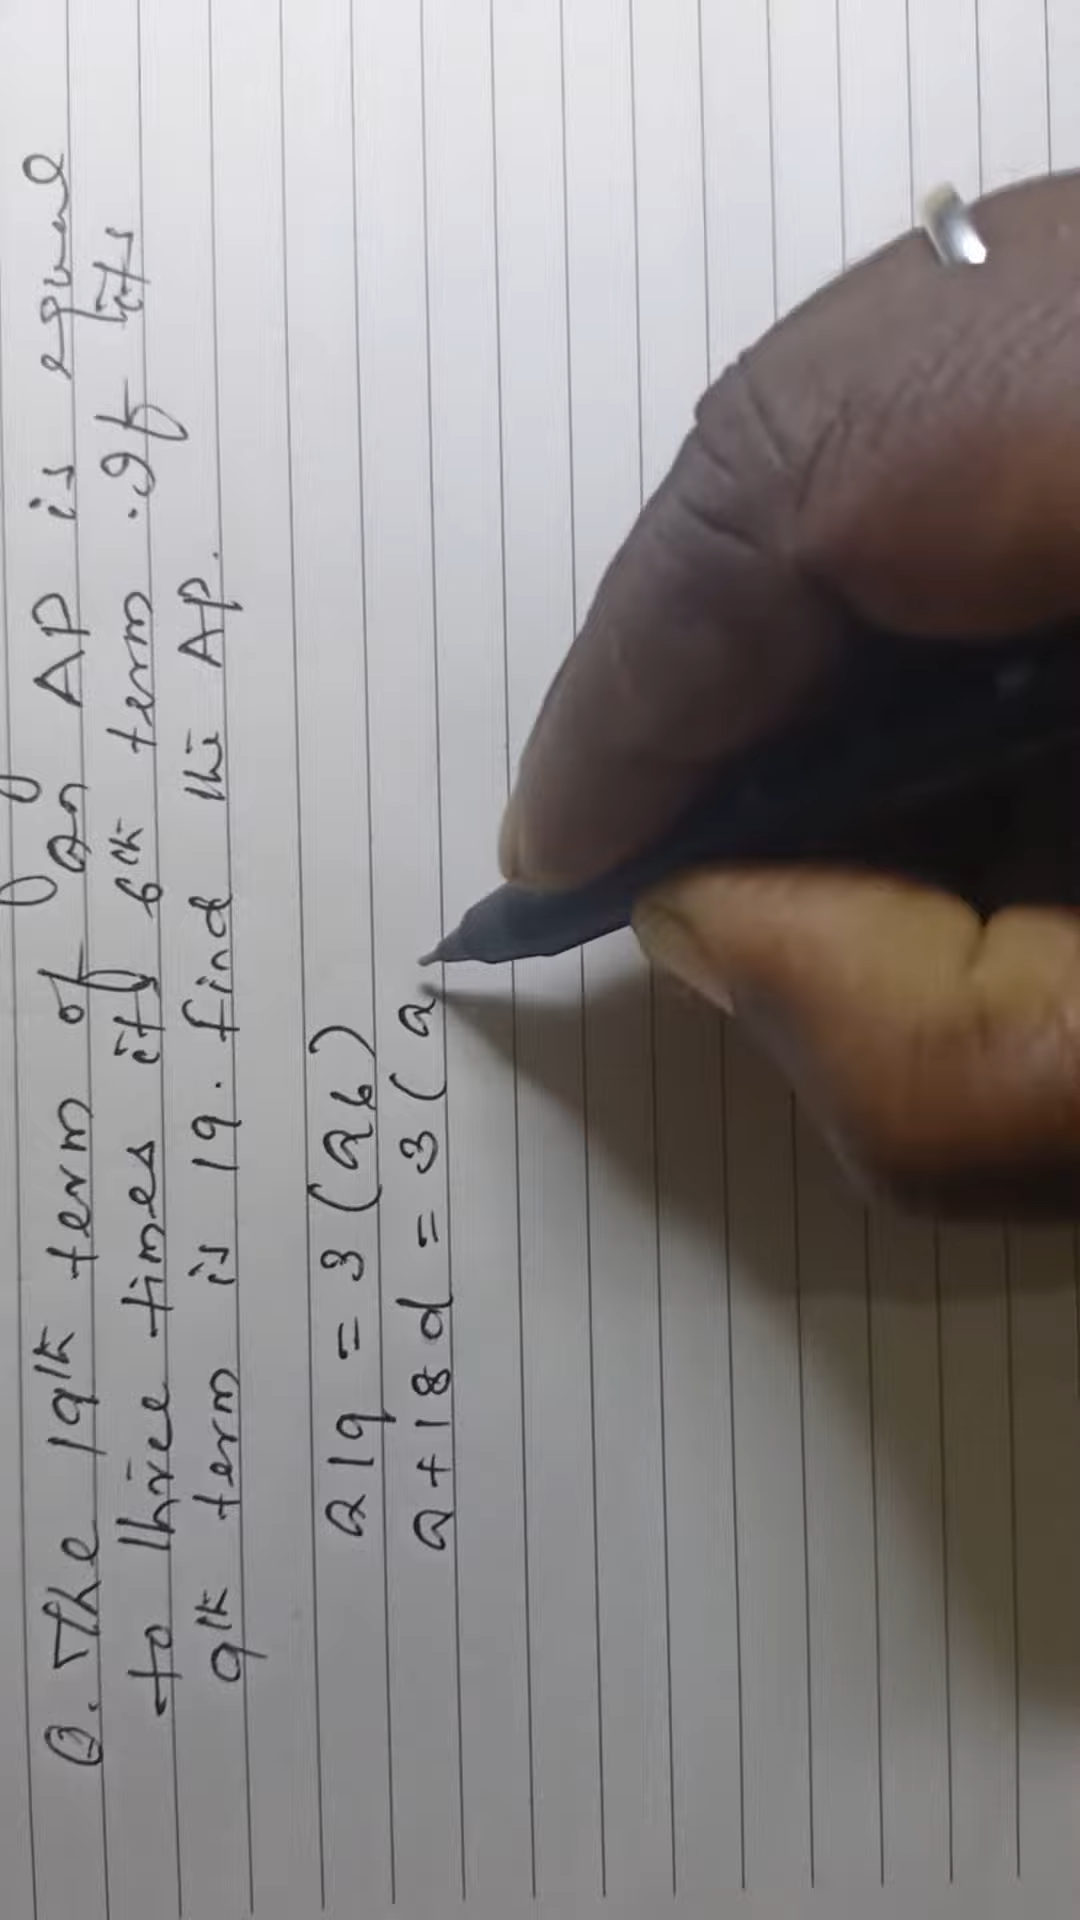 Q. The 19th term of an AP is equal
to thrice times its 6th term. If its
9th term is 19. find the AP.
a19 = 3(a6)
a+18d = 3(a